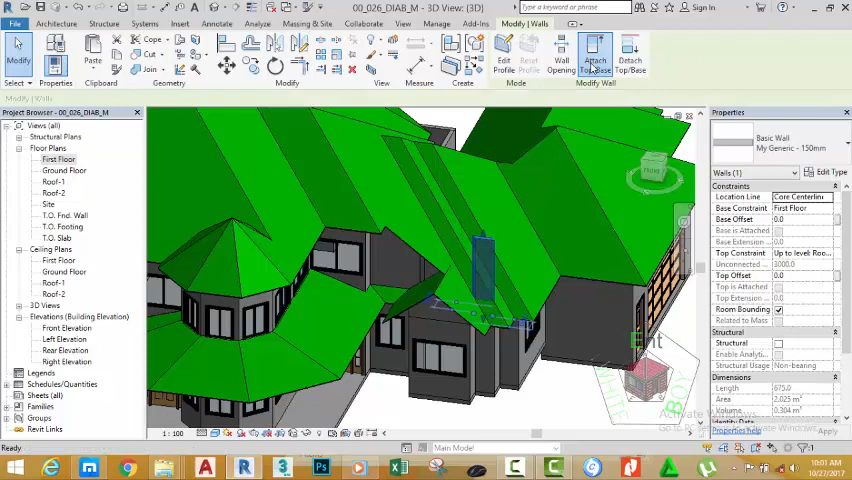 00_026_DIAB_M - 3D View: {3D}
Type a keyword or phrase
Sign In
File
Architecture
Structure
Systems
Insert
Annotate
Analyze
Massing & Site
Collaborate
View
Manage
Add-Ins
Modify | Walls
Modify
Properties
Paste
Cope
Cut
Join
Edit
Profile
Reset
Profile
Wall
Opening
Attach
Top/Base
Detach
Top/Base
Select
Properties
Clipboard
Geometry
Modify
View
Measure
Create
Mode
Modify Wall
Modify | Walls
Project Browser - 00_026_DIAB_M
Views (all)
Structural Plans
Floor Plans
First Floor
Ground Floor
Roof-1
Roof-2
Site
T.O. Fnd. Wall
T.O. Footing
T.O. Slab
Ceiling Plans
First Floor
Ground Floor
Roof-1
Roof-2
3D Views
Elevations (Building Elevation)
Front Elevation
Left Elevation
Rear Elevation
Right Elevation
Legends
Schedules/Quantities
Sheets (all)
Families
Groups
Revit Links
Properties
Basic Wall
My Generic - 150mm
Walls (1)
Edit Type
Constraints
Location Line
Core Centerline
Base Constraint
First Floor
Base Offset
0.0
Base is Attached
Base Extension
Top Constraint
Up to level: Roo...
Unconnected
3000.0
Top Offset
0.0
Top is Attached
Top Extension
Room Bounding
Related to Mass
Structural
Structural
Enable Analytic
Structural Usage
Non-bearing
Dimensions
Length
675.0
Area
2.025 m²
Volume
0.304 m³
Identity Data
Properties help
Apply
Activate Windows
Ent
WHITE
BOY
1 : 100
Ready
Main Model
10:01 AM
10/27/2017